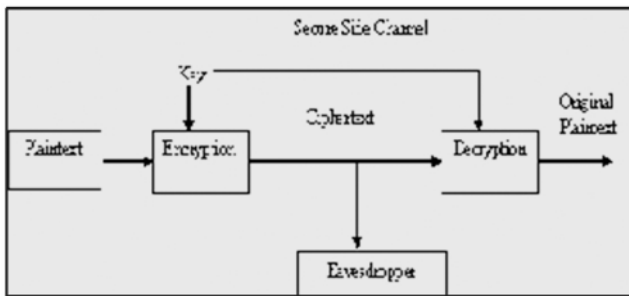 Secure Side Channel
Key
Ciphertext
Original
Plaintext
Plaintext
Encryption
Decryption
Eavesdropper